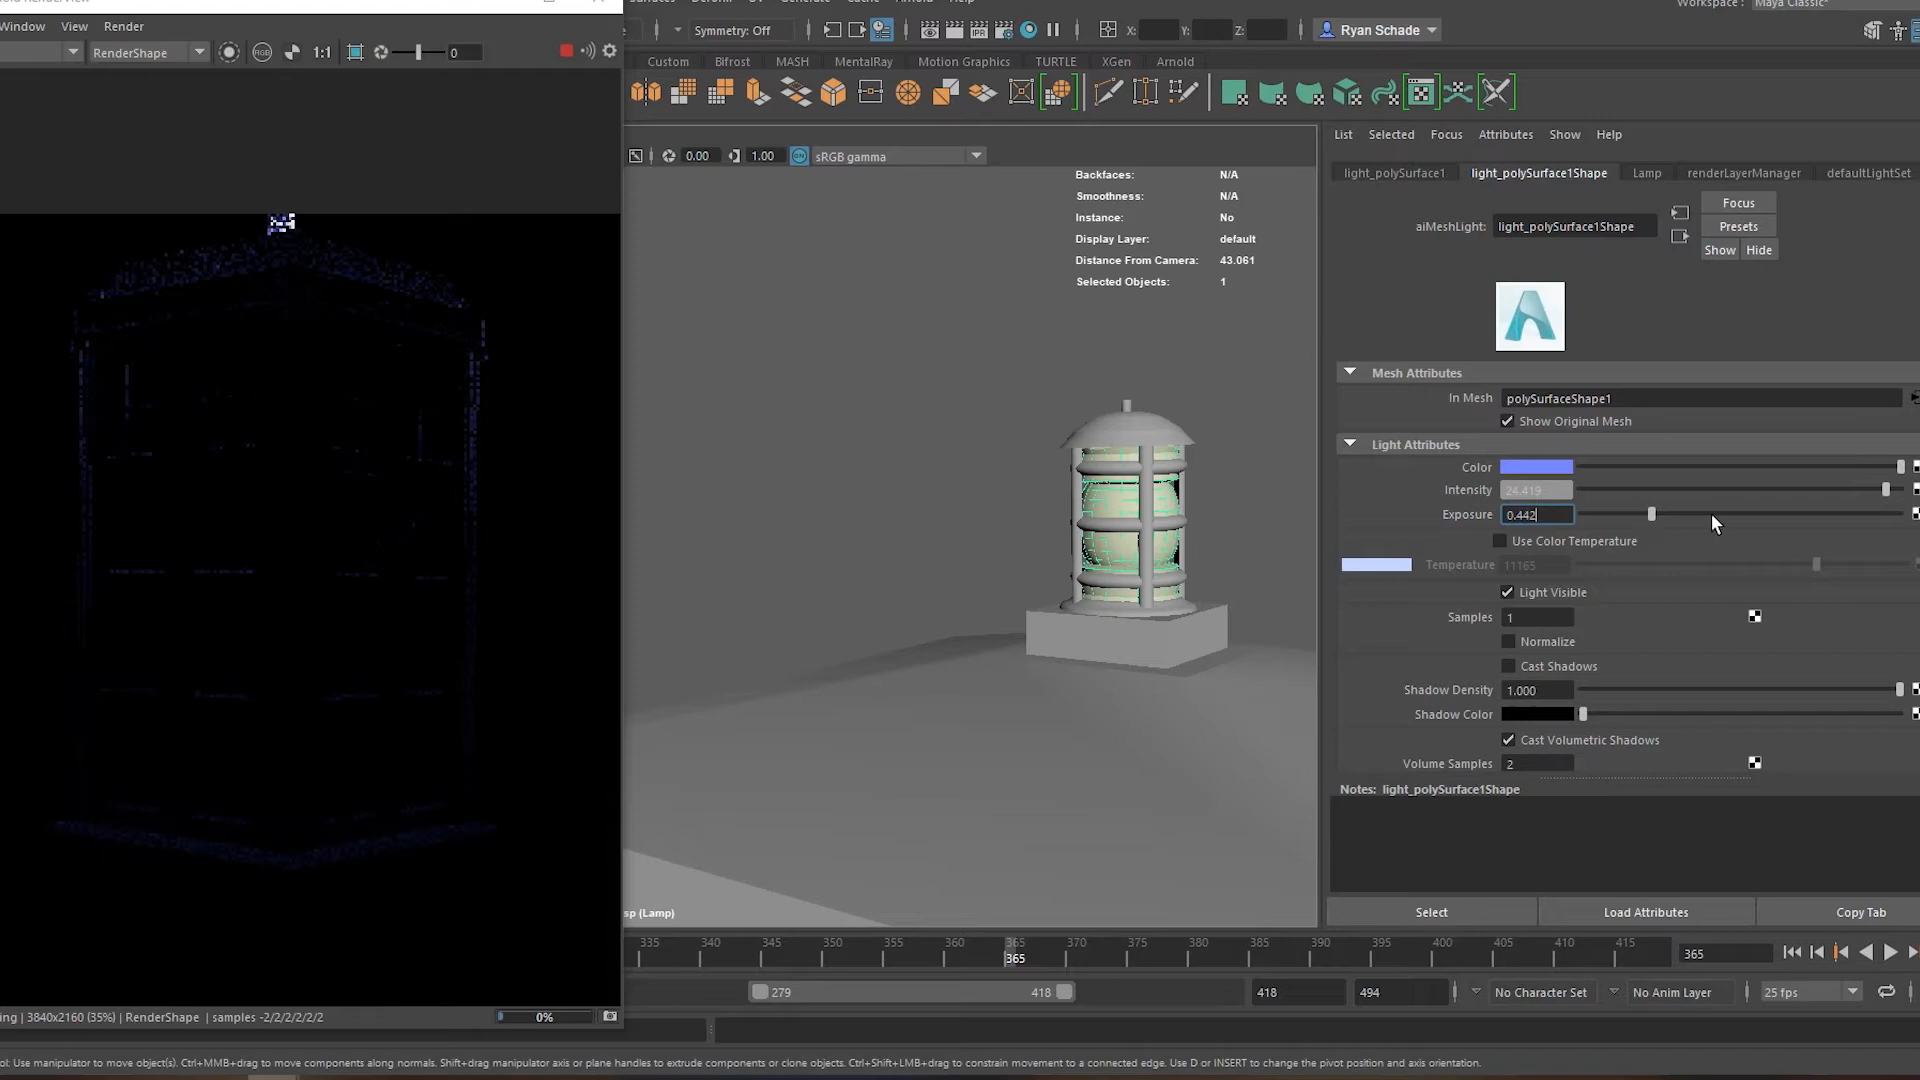 Window View Render
RenderShape
1:1
0
ing | 3840x2160 (35%) | RenderShape | samples -2/2/2/2/2/2
0%
Symmetry: Off
X:
Y:
Z:
Ryan Schade
Workspace :
Maya Classic*
Custom Bifrost MASH MentalRay Motion Graphics TURTLE XGen Arnold
IPR
0.00
1.00
ON
sRGB gamma
Backfaces: N/A
Smoothness: N/A
Instance: No
Display Layer: default
Distance From Camera: 43.061
Selected Objects: 1
sp (Lamp)
List Selected Focus Attributes Show Help
light_polySurface1 light_polySurface1Shape Lamp renderLayerManager defaultLightSet
aiMeshLight: light_polySurface1Shape
Focus
Presets
Show Hide
Mesh Attributes
In Mesh polySurfaceShape1
Show Original Mesh
Light Attributes
Color
Intensity 24.419
Exposure 0.442
Use Color Temperature
Temperature 11165
Light Visible
Samples 1
Normalize
Cast Shadows
Shadow Density 1.000
Shadow Color
Cast Volumetric Shadows
Volume Samples 2
Notes: light_polySurface1Shape
Select Load Attributes Copy Tab
335 340 345 350 355 360 365 370 375 380 385 390 395 400 405 410 415
365
365
279 418
418 494 No Character Set No Anim Layer 25 fps
ol: Use manipulator to move object(s). Ctrl+MMB+drag to move components along normals. Shift+drag manipulator axis or plane handles to extrude components or clone objects. Ctrl+Shift+LMB+drag to constrain movement to a connected edge. Use D or INSERT to change the pivot position and axis orientation.